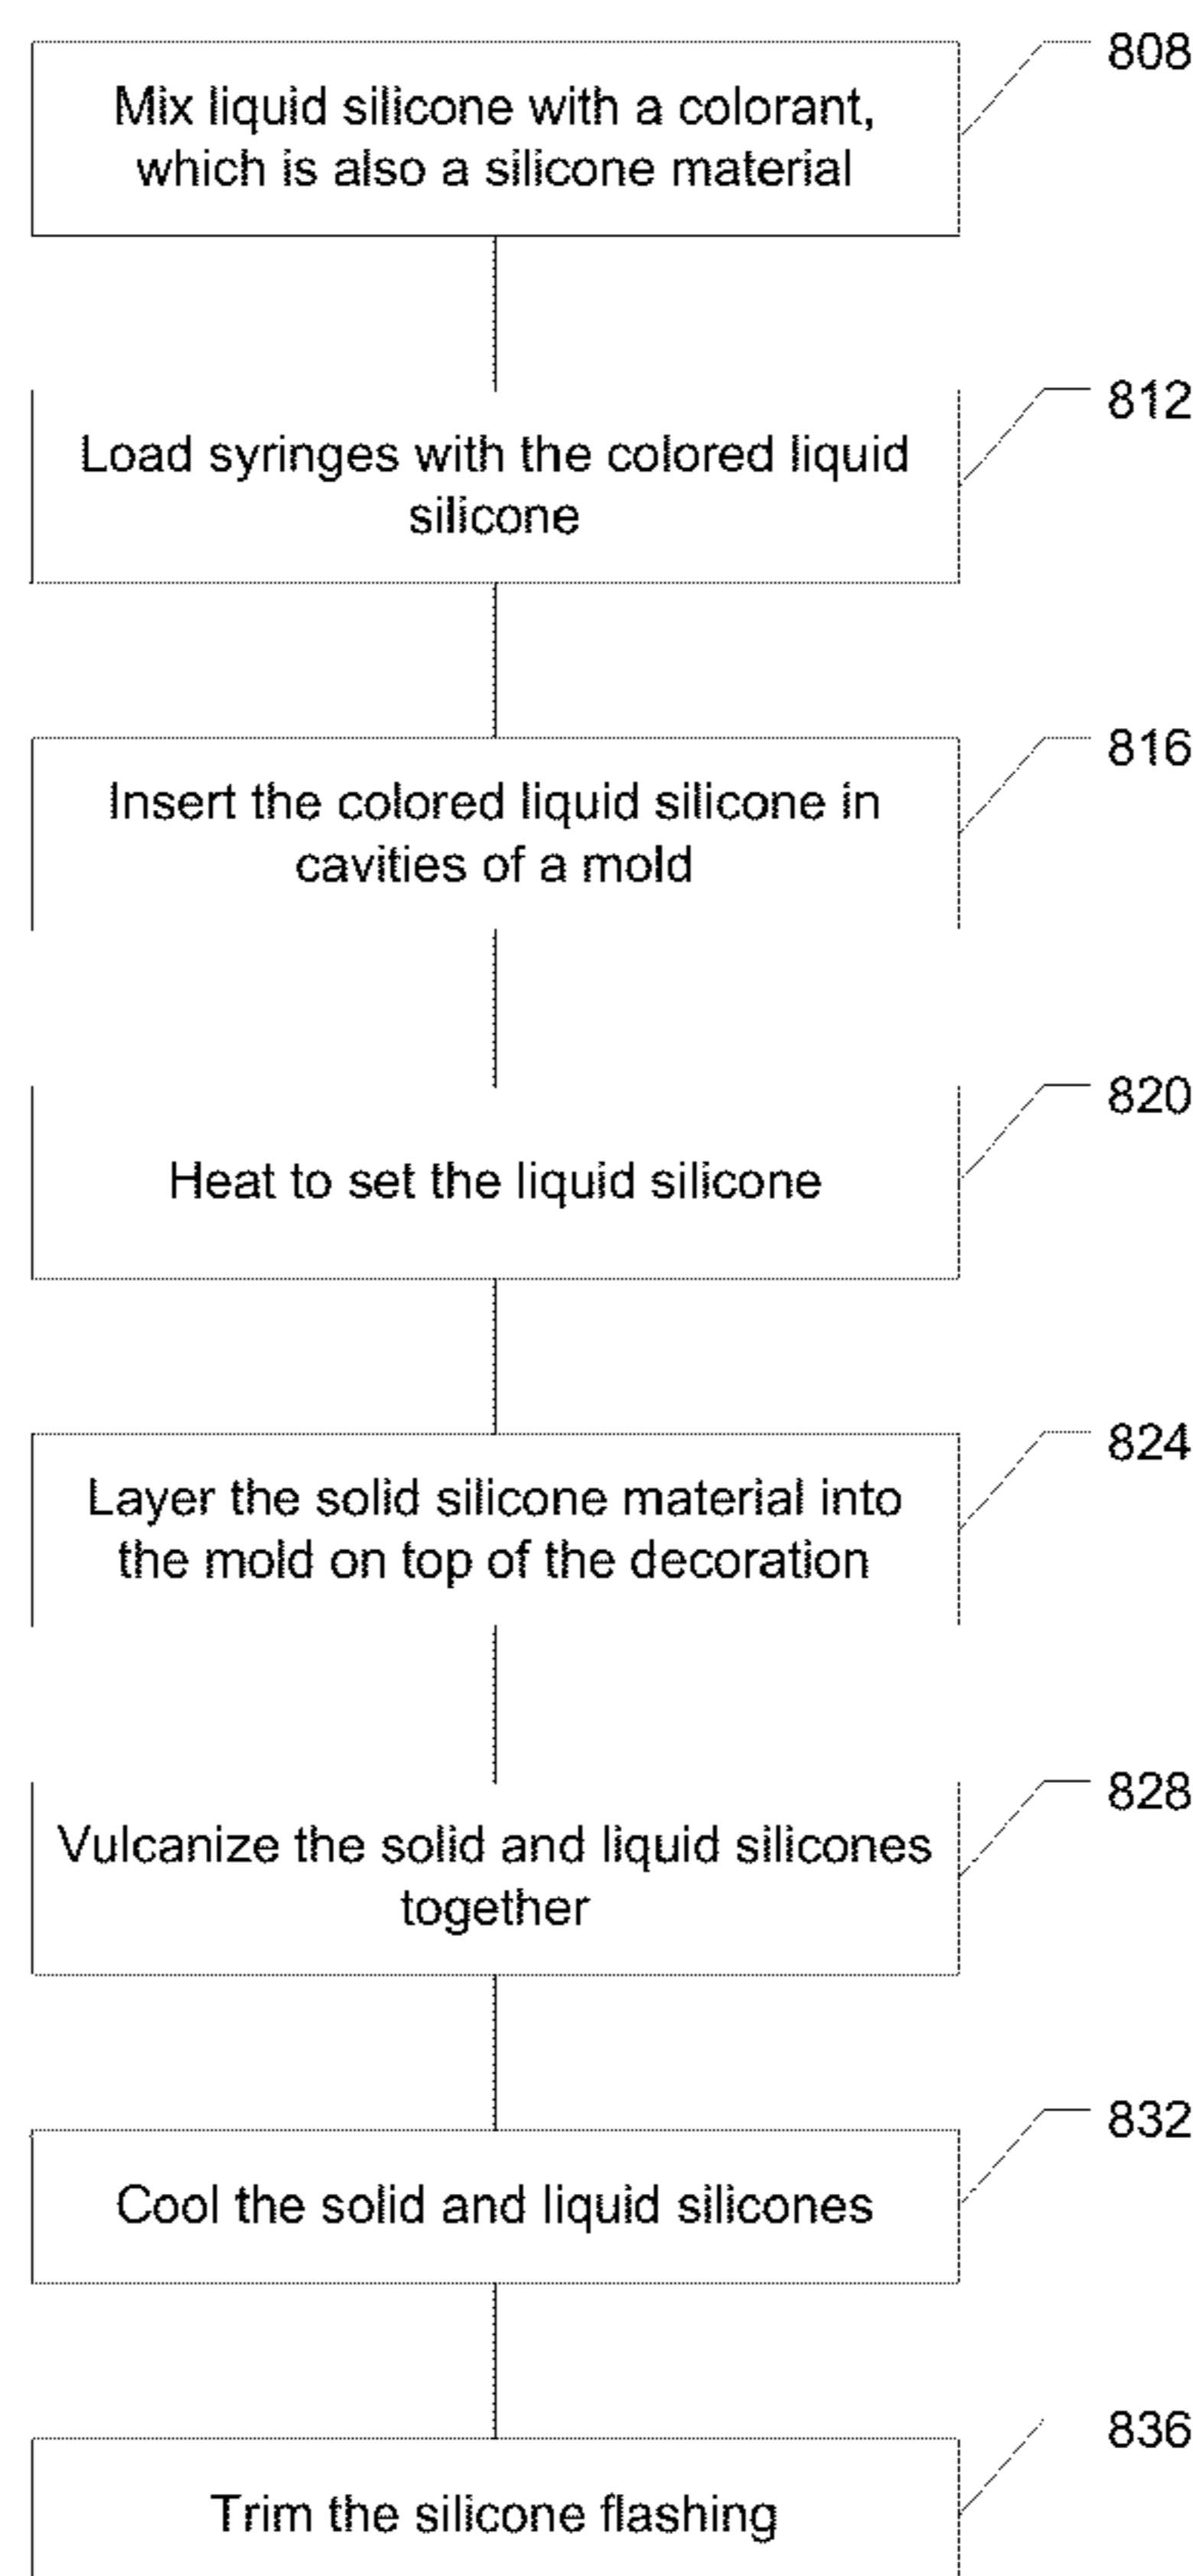 808
Mix liquid silicone with a colorant,
which is also a silicone material
812
Load syringes with the colored liquid
silicone
816
Insert the colored liquid silicone in
cavities of a mold
820
Heat to set the liquid silicone
824
Layer the solid silicone material into
the mold on top of the decoration
828
Vulcanize the solid and liquid silicones
together
832
Cool the solid and liquid silicones
836
Trim the silicone flashing